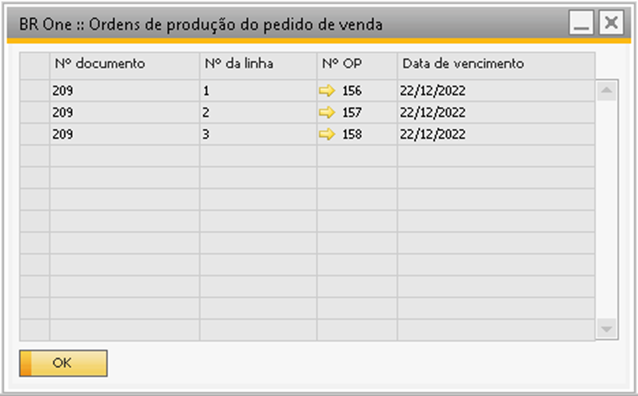 BR One :: Ordens de produção do pedido de venda
Nº documento Nº da linha Nº OP Data de vencimento
209 1 156 22/12/2022
209 2 157 22/12/2022
209 3 158 22/12/2022
OK